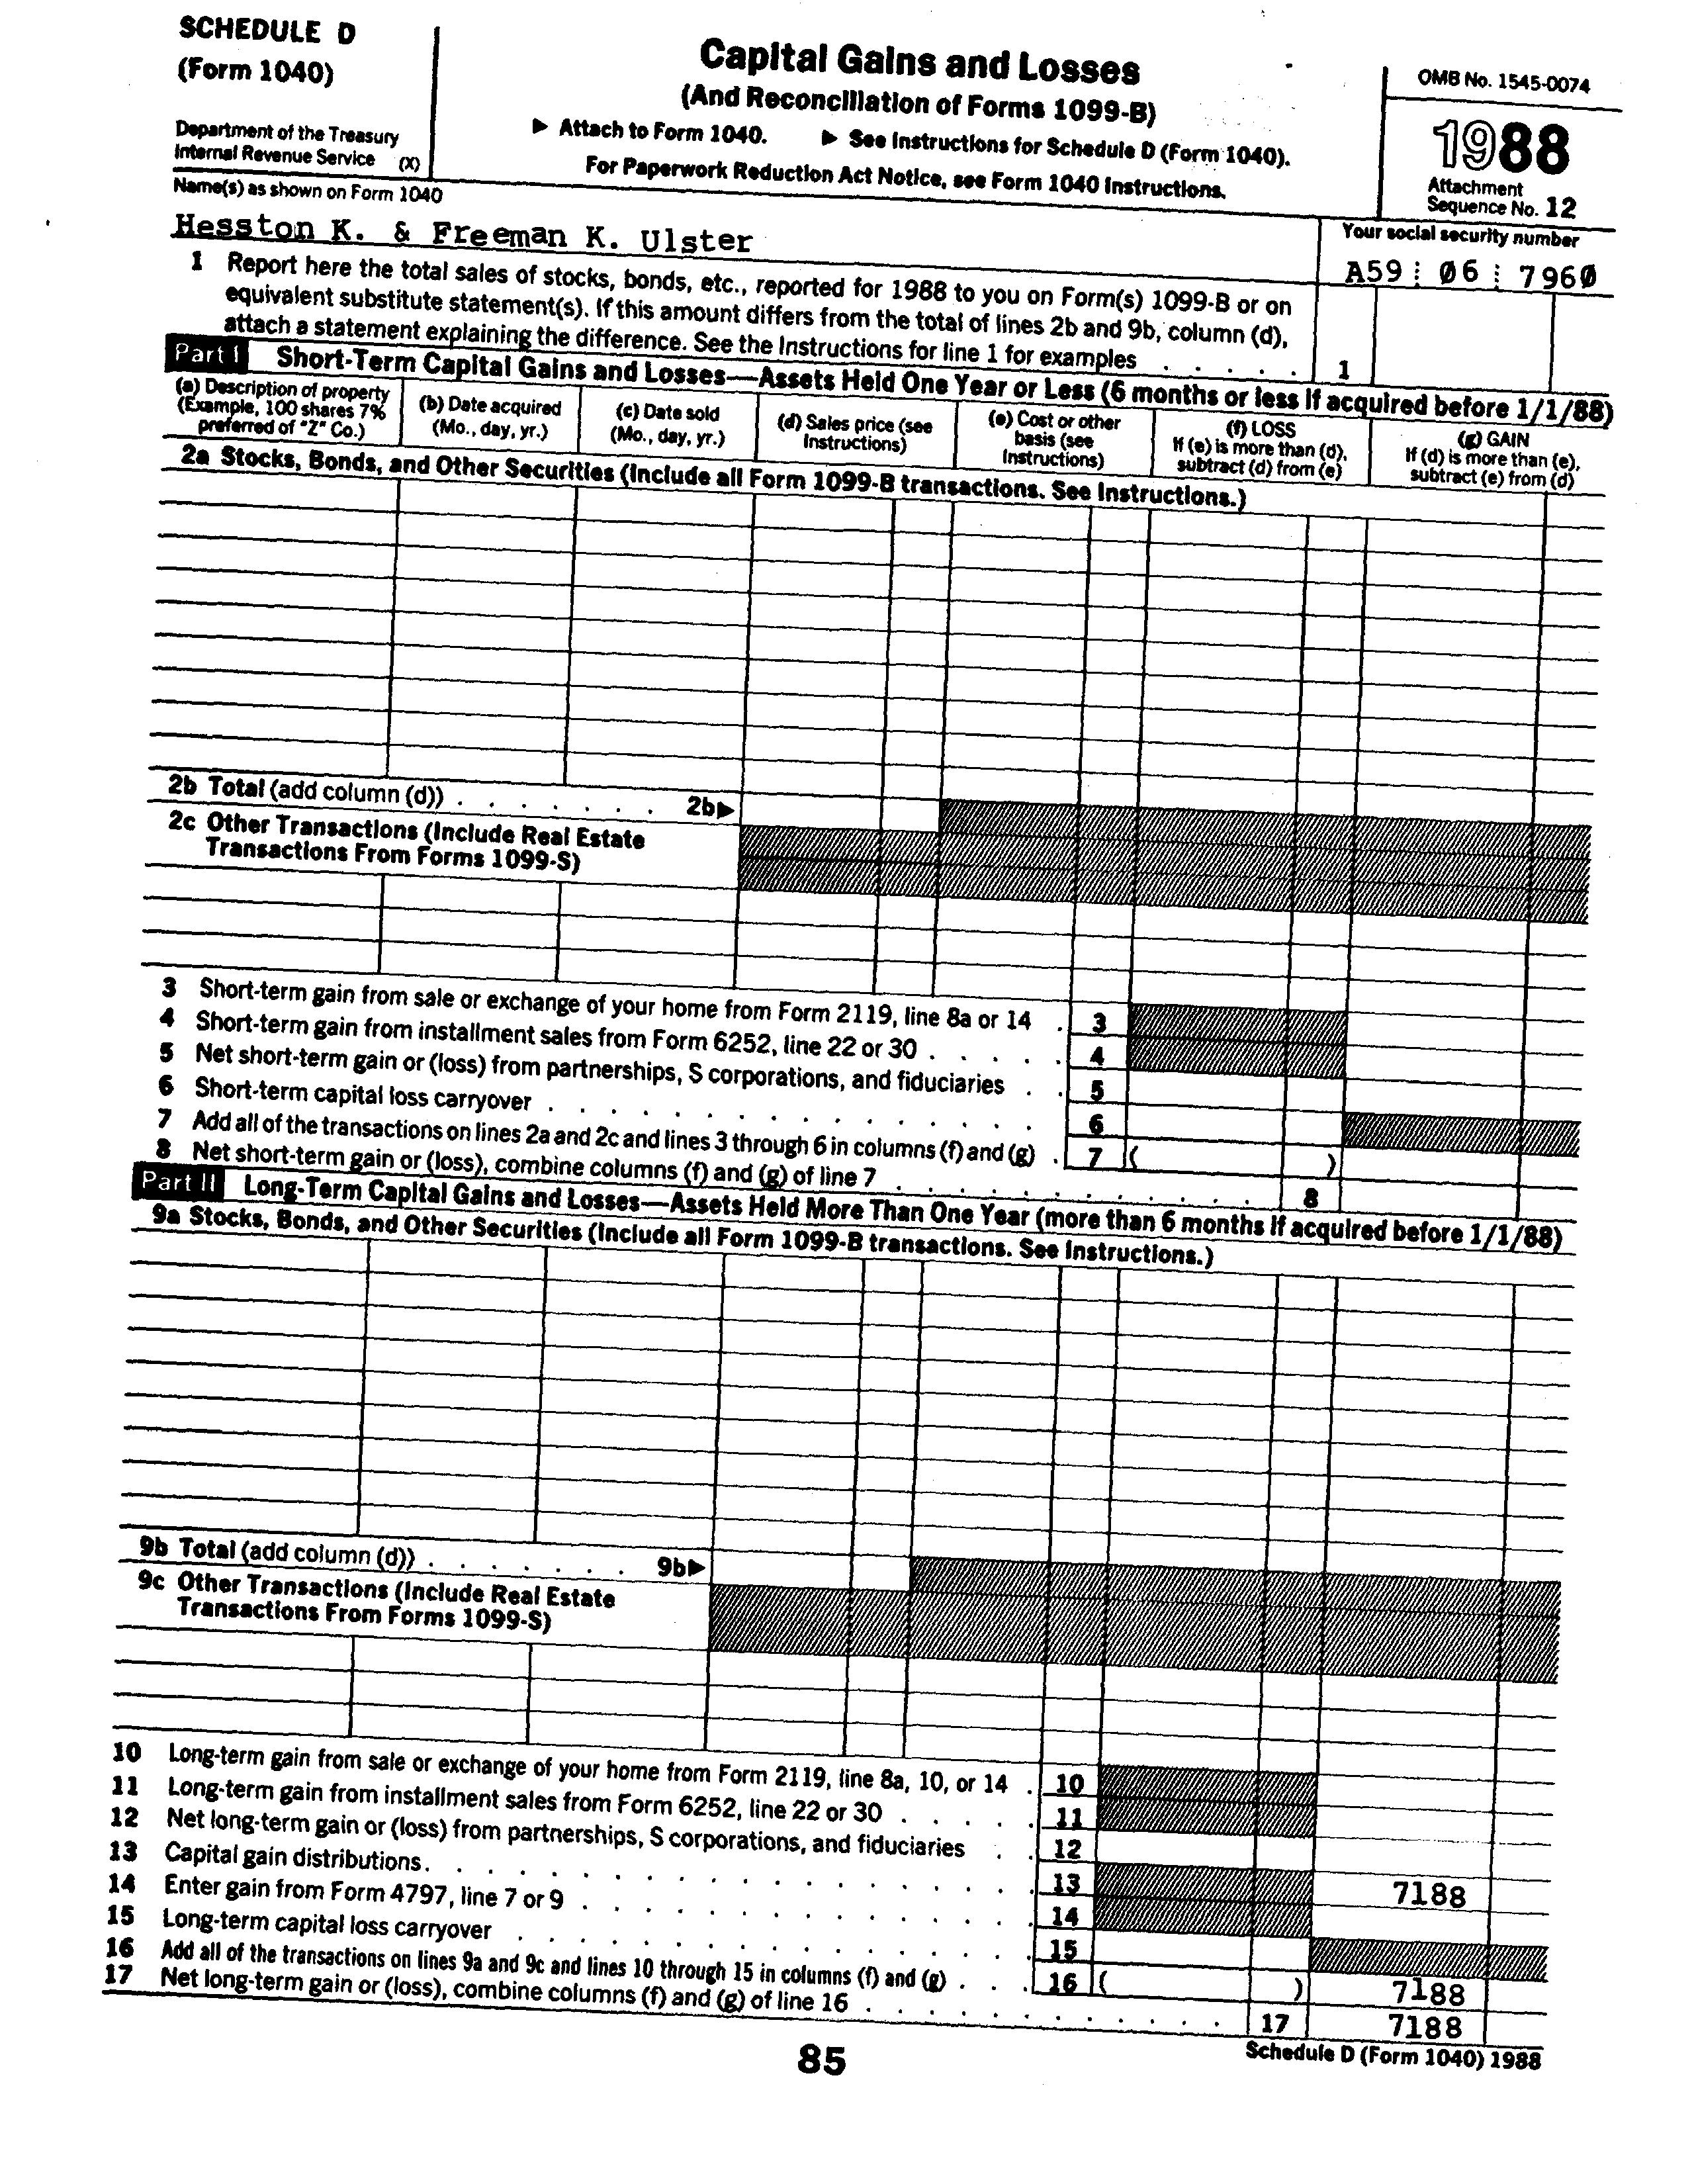 SCHEDULE D
(Form 1040)
Department of the Treasury
Internal Revenue Service (X)
Capital Gains and Losses
(And Reconciliation of Forms 1099-B)
▶ Attach to Form 1040. ▶ See Instructions for Schedule D (Form 1040).
For Paperwork Reduction Act Notice, see Form 1040 Instructions.
OMB No. 1545-0074
1988
Attachment
Sequence No. 12
Name(s) as shown on Form 1040
Hesston K. & Freeman K. Ulster
Your social security number
A59 06 7960
1 Report here the total sales of stocks, bonds, etc., reported for 1988 to you on Form(s) 1099-B or on
equivalent substitute statement(s). If this amount differs from the total of lines 2b and 9b, column (d),
attach a statement explaining the difference. See the Instructions for line 1 for examples . . . . . 1
Part I Short-Term Capital Gains and Losses—Assets Held One Year or Less (6 months or less if acquired before 1/1/88)
(a) Description of property
(Example, 100 shares 7%
preferred of "Z" Co.)
(b) Date acquired
(Mo., day, yr.)
(c) Date sold
(Mo., day, yr.)
(d) Sales price (see
Instructions)
(e) Cost or other
basis (see
Instructions)
(f) LOSS
If (e) is more than (d),
subtract (d) from (e)
(g) GAIN
If (d) is more than (e),
subtract (e) from (d)
2a Stocks, Bonds, and Other Securities (Include all Form 1099-B transactions. See Instructions.)
2b Total (add column (d)) . . . . . . . 2b▶
2c Other Transactions (Include Real Estate
Transactions From Forms 1099-S)
3 Short-term gain from sale or exchange of your home from Form 2119, line 8a or 14 . 3
4 Short-term gain from installment sales from Form 6252, line 22 or 30 . . . . . 4
5 Net short-term gain or (loss) from partnerships, S corporations, and fiduciaries . . 5
6 Short-term capital loss carryover . . . . . . . . . . . . . . . 6
7 Add all of the transactions on lines 2a and 2c and lines 3 through 6 in columns (f) and (g) . 7 ( )
8 Net short-term gain or (loss), combine columns (f) and (g) of line 7 . . . . . . . . . . . . 8
Part II Long-Term Capital Gains and Losses—Assets Held More Than One Year (more than 6 months if acquired before 1/1/88)
9a Stocks, Bonds, and Other Securities (Include all Form 1099-B transactions. See Instructions.)
9b Total (add column (d)) . . . . . . . 9b▶
9c Other Transactions (Include Real Estate
Transactions From Forms 1099-S)
10 Long-term gain from sale or exchange of your home from Form 2119, line 8a, 10, or 14 . 10
11 Long-term gain from installment sales from Form 6252, line 22 or 30 . . . . . 11
12 Net long-term gain or (loss) from partnerships, S corporations, and fiduciaries . . 12
13 Capital gain distributions. . . . . . . . . . . . . . . . . . . 13 7188
14 Enter gain from Form 4797, line 7 or 9 . . . . . . . . . . . . . . 14
15 Long-term capital loss carryover . . . . . . . . . . . . . . . . 15
16 Add all of the transactions on lines 9a and 9c and lines 10 through 15 in columns (f) and (g) . . . 16 ( ) 7188
17 Net long-term gain or (loss), combine columns (f) and (g) of line 16 . . . . . . . . . . . . . 17 7188
85
Schedule D (Form 1040) 1988